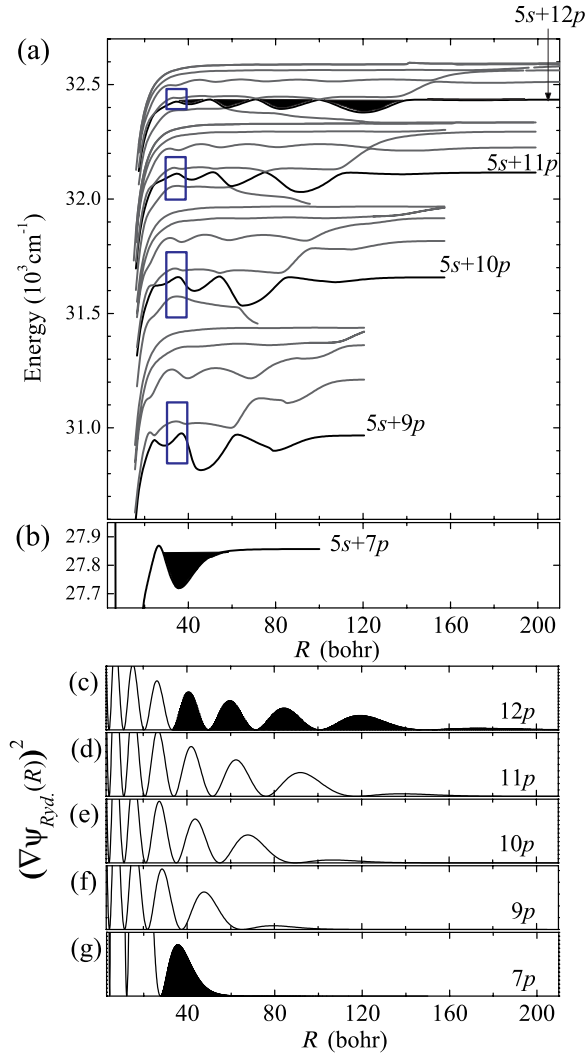 (a)
5s+12p
32.5
32.0
31.5
31.0
Energy (10³ cm⁻¹)
5s+11p
5s+10p
5s+9p
(b)
27.9
27.8
27.7
5s+7p
40 80 120 160 200
R (bohr)
(c)
12p
(d)
11p
(e)
10p
(f)
9p
(g)
7p
(∇ψRyd.(R))²
40 80 120 160 200
R (bohr)